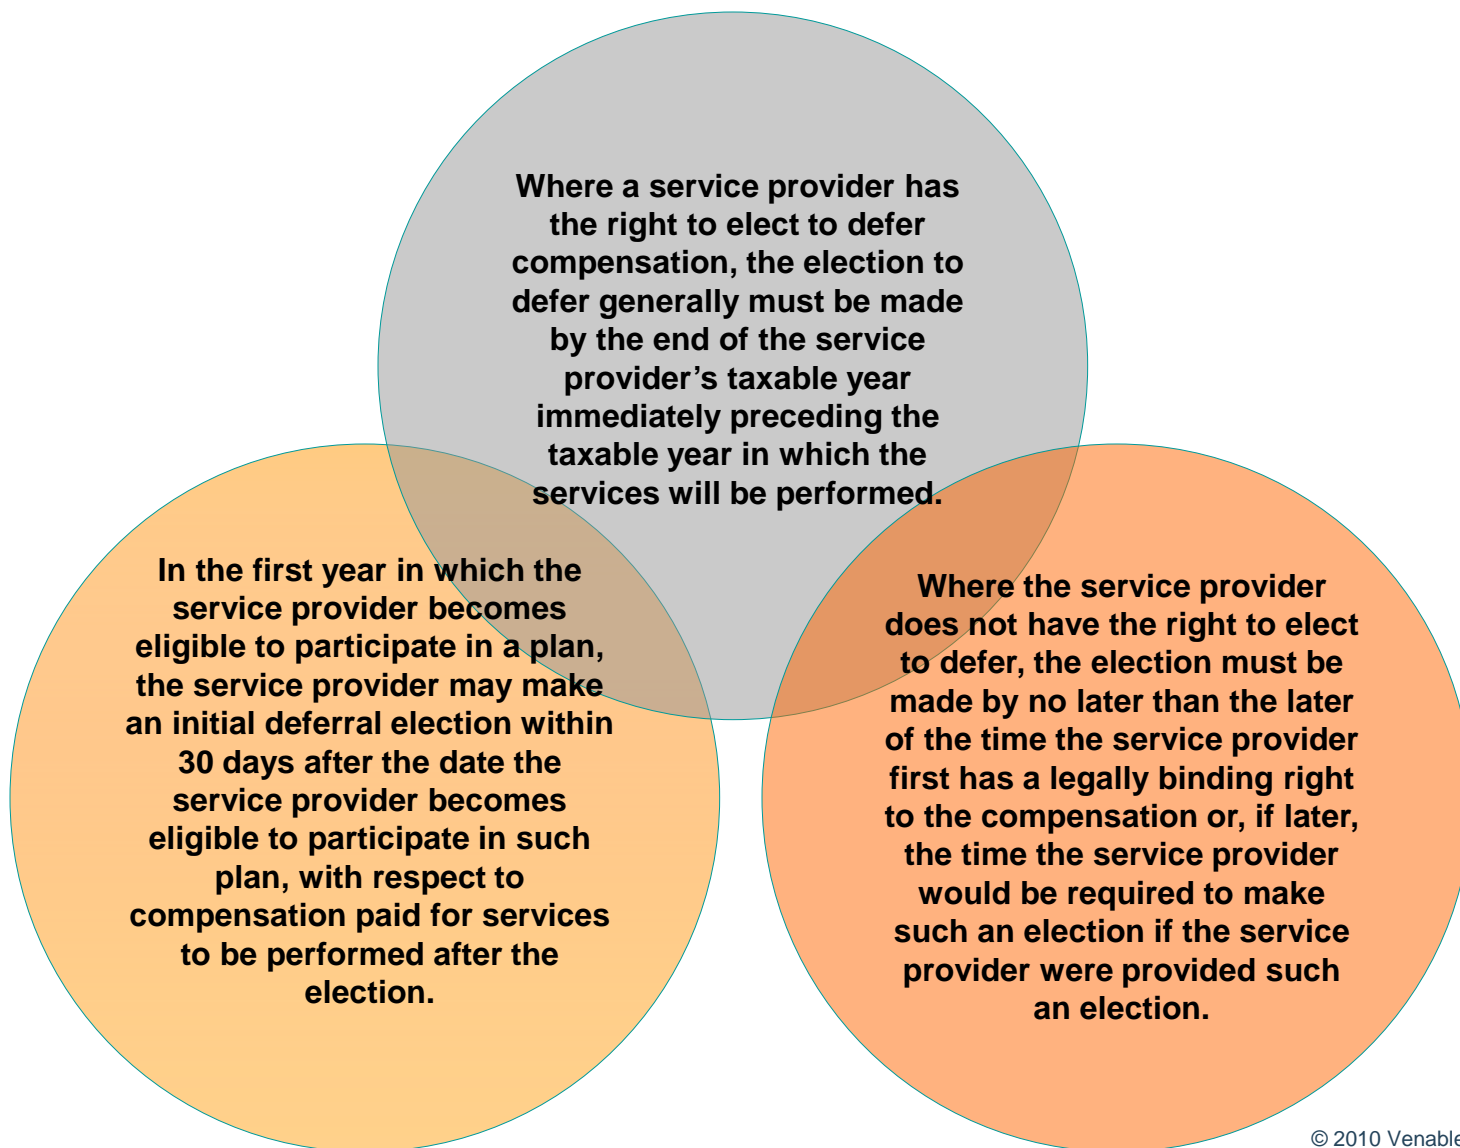 Where a service provider has
the right to elect to defer
compensation, the election to
defer generally must be made
by the end of the service
provider’s taxable year
immediately preceding the
taxable year in which the
services will be performed.
In the first year in which the
service provider becomes
eligible to participate in a plan,
the service provider may make
an initial deferral election within
30 days after the date the
service provider becomes
eligible to participate in such
plan, with respect to
compensation paid for services
to be performed after the
election.
Where the service provider
does not have the right to elect
to defer, the election must be
made by no later than the later
of the time the service provider
first has a legally binding right
to the compensation or, if later,
the time the service provider
would be required to make
such an election if the service
provider were provided such
an election.
© 2010 Venable